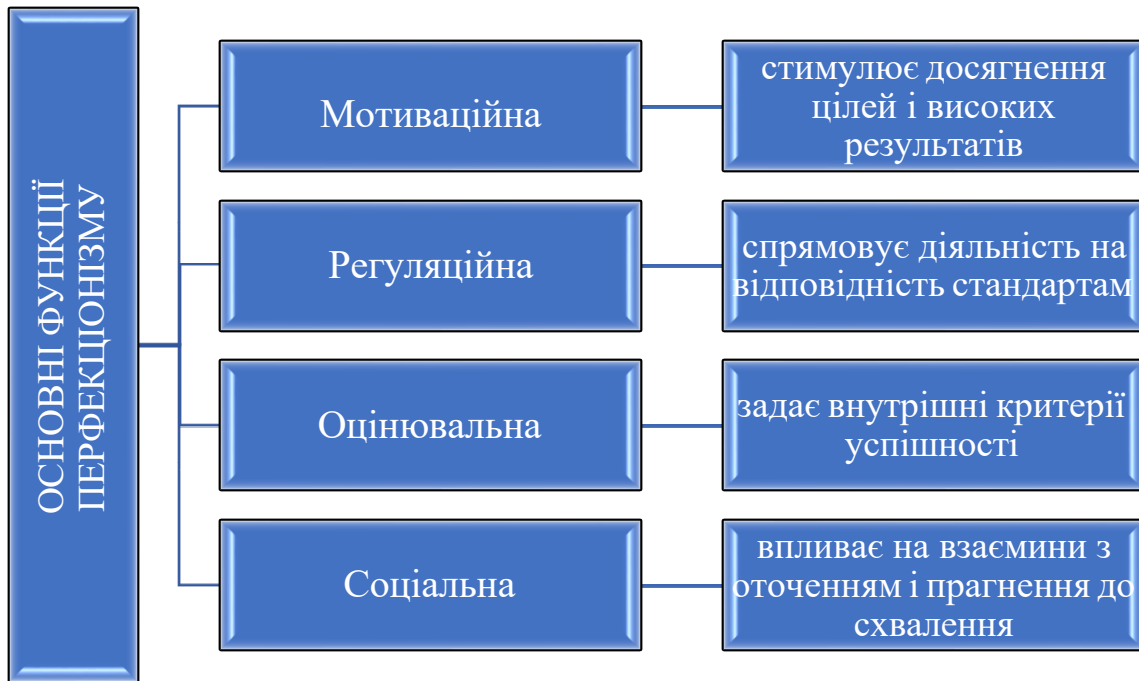 ОСНОВНІ ФУНКЦІЇ
ПЕРФЕКЦІОНІЗМУ
Мотиваційна
стимулює досягнення
цілей і високих
результатів
Регуляційна
спрямовує діяльність на
відповідність стандартам
Оцінювальна
задає внутрішні критерії
успішності
Соціальна
впливає на взаємини з
оточенням і прагнення до
схвалення